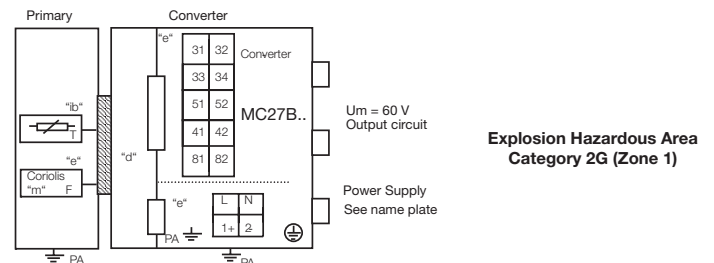 Primary
Converter
"e"
31 32
Converter
33 34
"ib"
T
51 52
MC27B..
Um = 60 V
Output circuit
41 42
"d"
81 82
"e"
Coriolis
"m" F
Explosion Hazardous Area
Category 2G (Zone 1)
"e"
L N
1+ 2-
Power Supply
See name plate
PA
PA
PA